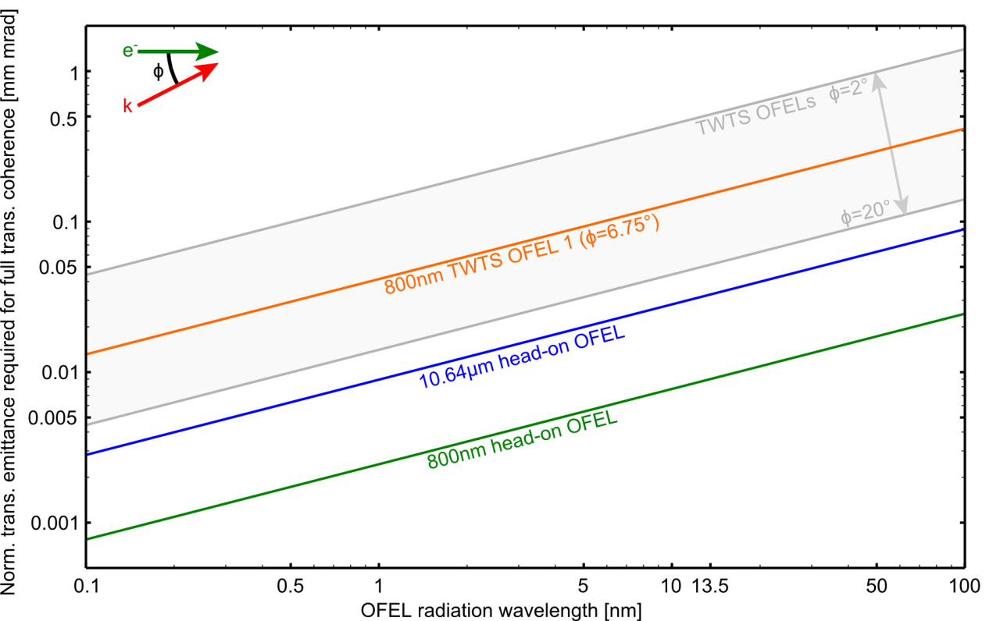 Norm. trans. emittance required for full trans. coherence [mm mrad]
1
0.5
0.1
0.05
0.01
0.005
0.001
e-
ϕ
k
TWTS OFELs ϕ=2°
ϕ=20°
800nm TWTS OFEL 1 (ϕ=6.75°)
10.64μm head-on OFEL
800nm head-on OFEL
0.1 0.5 1 5 10 13.5 50 100
OFEL radiation wavelength [nm]